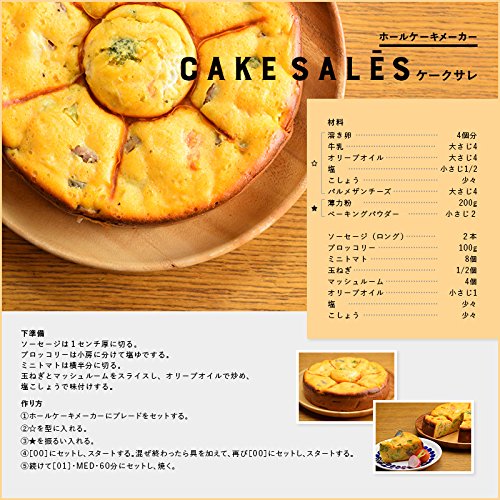 ホールケーキメーカー
CAKE SALĒS ケークサレ
材料
溶き卵 4個分
牛乳 大さじ4
オリーブオイル 大さじ4
☆ 塩 小さじ1/2
こしょう 少々
パルメザンチーズ 大さじ4
★ 薄力粉 200g
ベーキングパウダー 小さじ2
ソーセージ（ロング） 2本
ブロッコリー 100g
ミニトマト 8個
玉ねぎ 1/2個
マッシュルーム 4個
オリーブオイル 小さじ1
塩 少々
こしょう 少々
下準備
ソーセージは1センチ厚に切る。
ブロッコリーは小房に分けて塩ゆでする。
ミニトマトは横半分に切る。
玉ねぎとマッシュルームをスライスし、オリーブオイルで炒め、
塩こしょうで味付けする。
作り方
①ホールケーキメーカーにブレードをセットする。
②☆を型に入れる。
③★を振るい入れる。
④[00]にセットし、スタートする。混ぜ終わったら具を加えて、再び[00]にセットし、スタートする。
⑤続けて[01]・MED・60分にセットし、焼く。